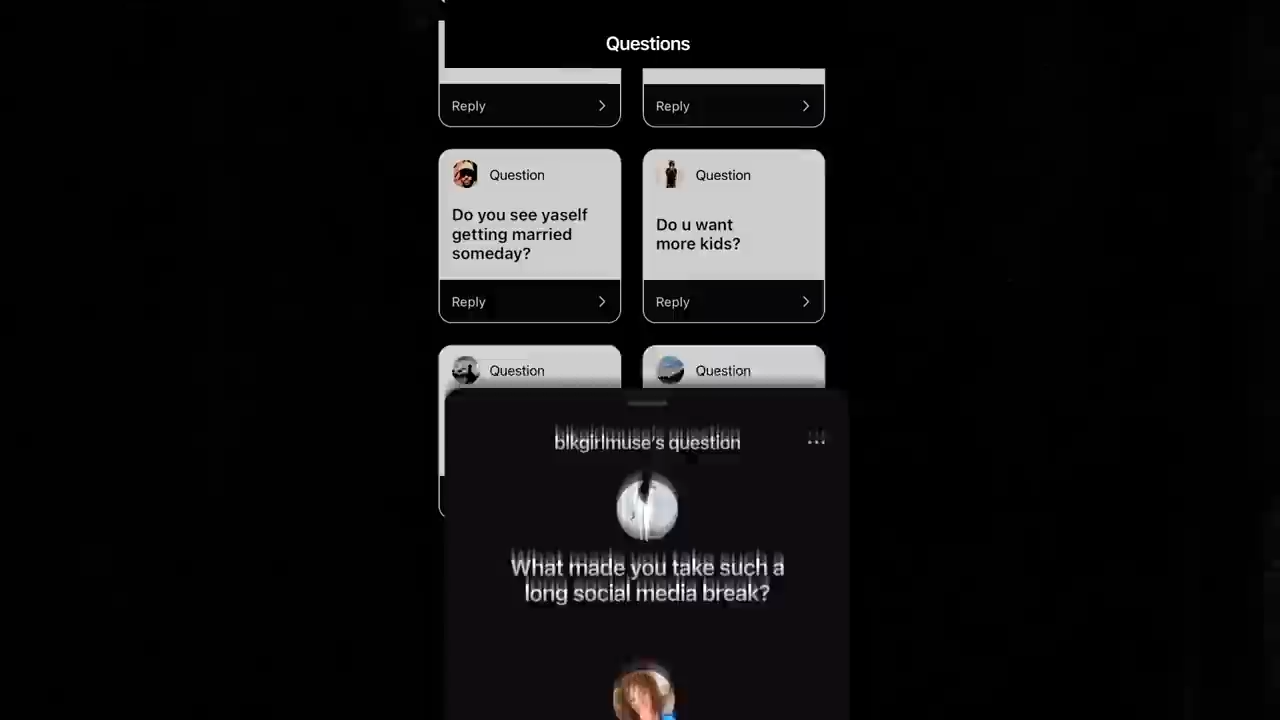 Questions
Reply
Reply
Question
Question
Do you see yaself
getting married
someday?
Do u want
more kids?
Reply
Reply
Question
Question
blkgirlmuse's question
What made you take such a
long social media break?